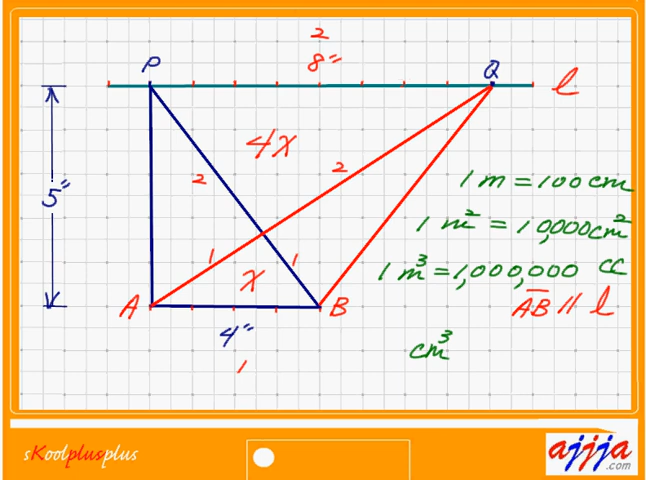 2
8"
P
Q
l
4X
2
2
5"
1 m = 100 cm
1 m² = 10,000 cm²
1 m³ = 1,000,000 cc
1
1
X
A
B
AB // l
4"
cm³
1
sKoolplusplus
ajjja
.com